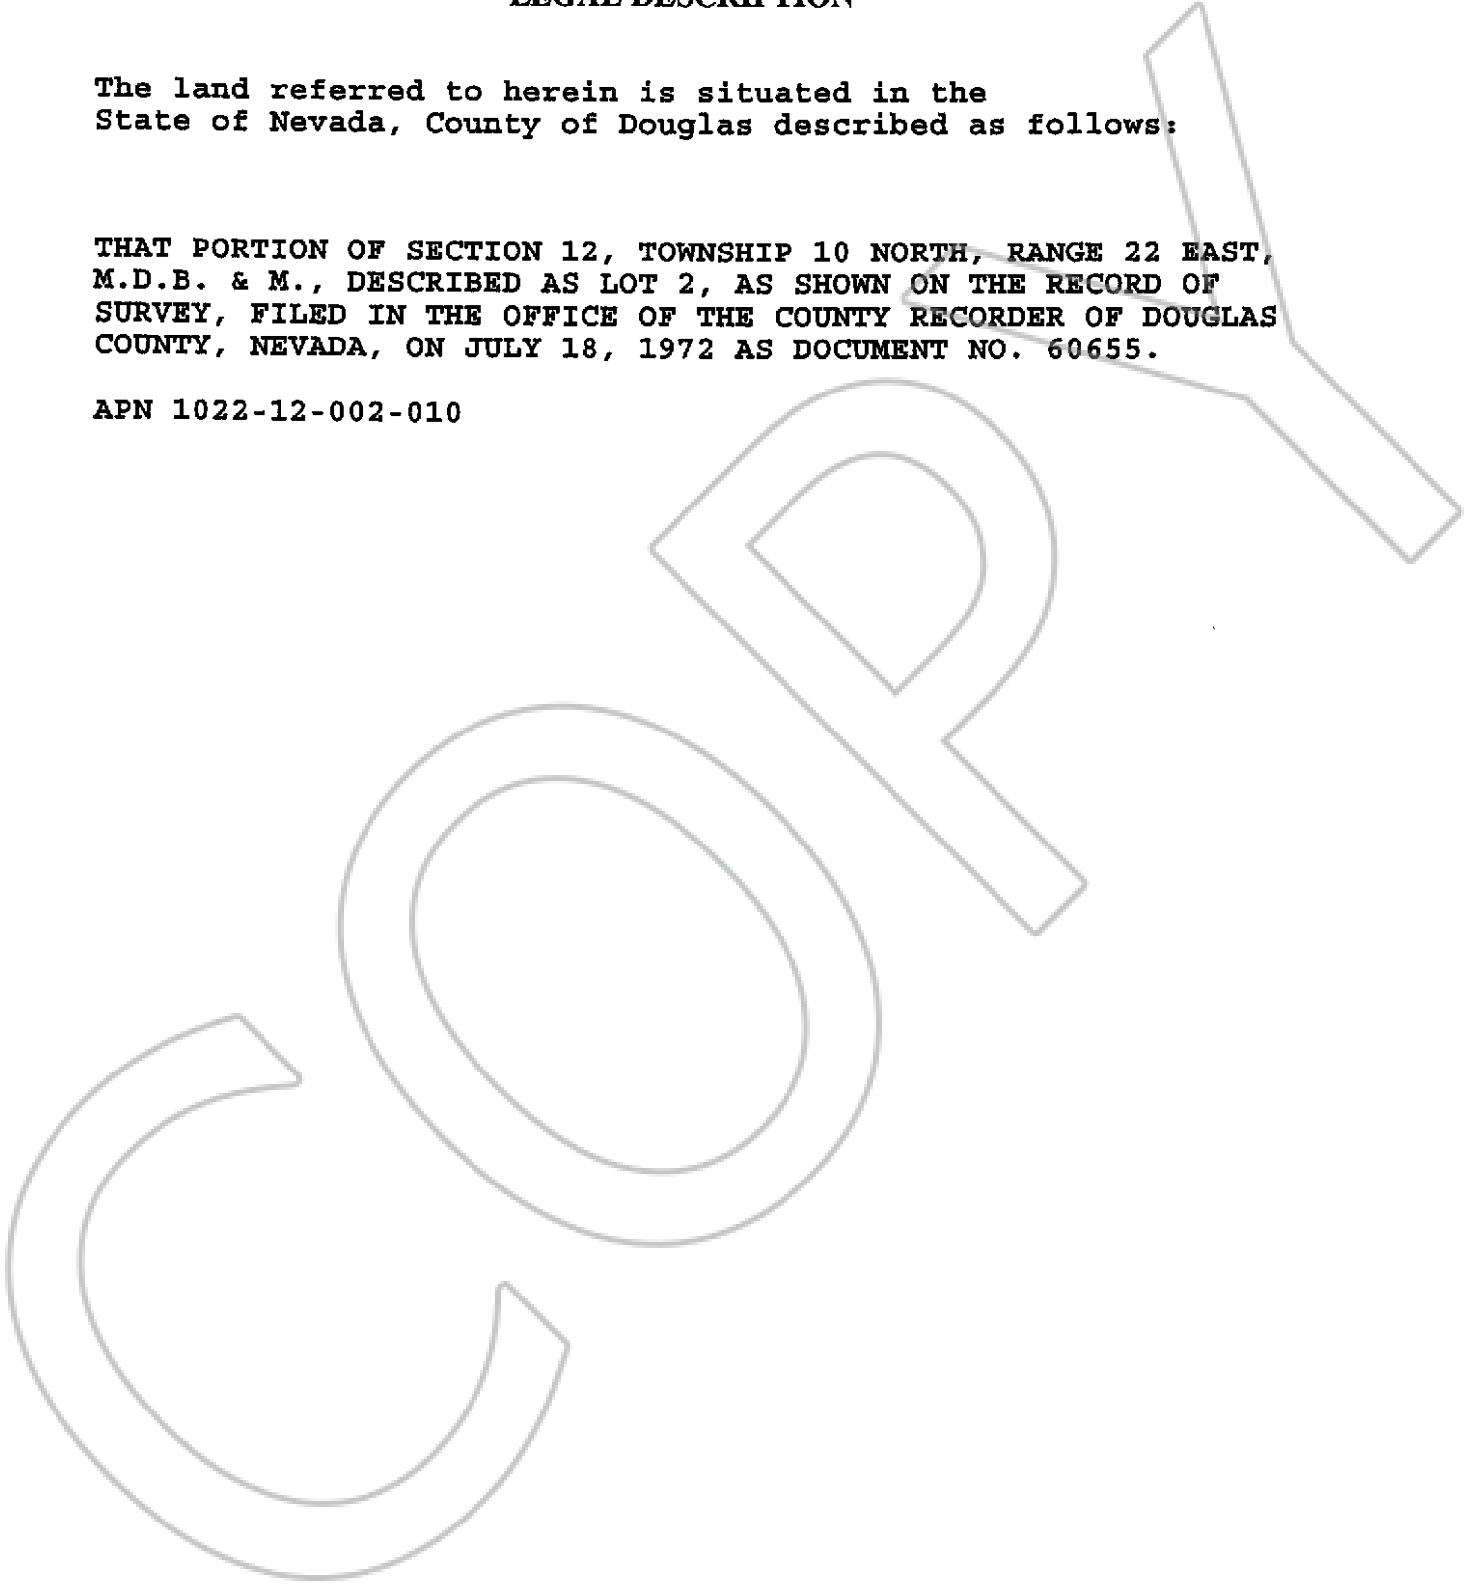 LEGAL DESCRIPTION
The land referred to herein is situated in the
State of Nevada, County of Douglas described as follows:
THAT PORTION OF SECTION 12, TOWNSHIP 10 NORTH, RANGE 22 EAST,
M.D.B. & M., DESCRIBED AS LOT 2, AS SHOWN ON THE RECORD OF
SURVEY, FILED IN THE OFFICE OF THE COUNTY RECORDER OF DOUGLAS
COUNTY, NEVADA, ON JULY 18, 1972 AS DOCUMENT NO. 60655.
APN 1022-12-002-010
COPY